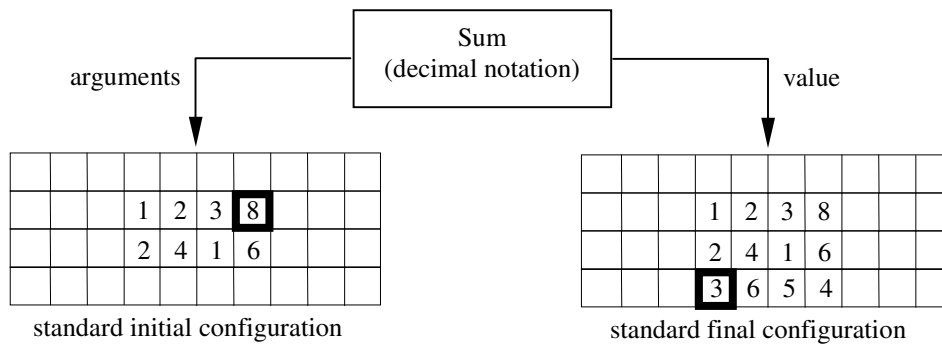 Sum
(decimal notation)
arguments
value
1 2 3 8
2 4 1 6
standard initial configuration
1 2 3 8
2 4 1 6
3 6 5 4
standard final configuration